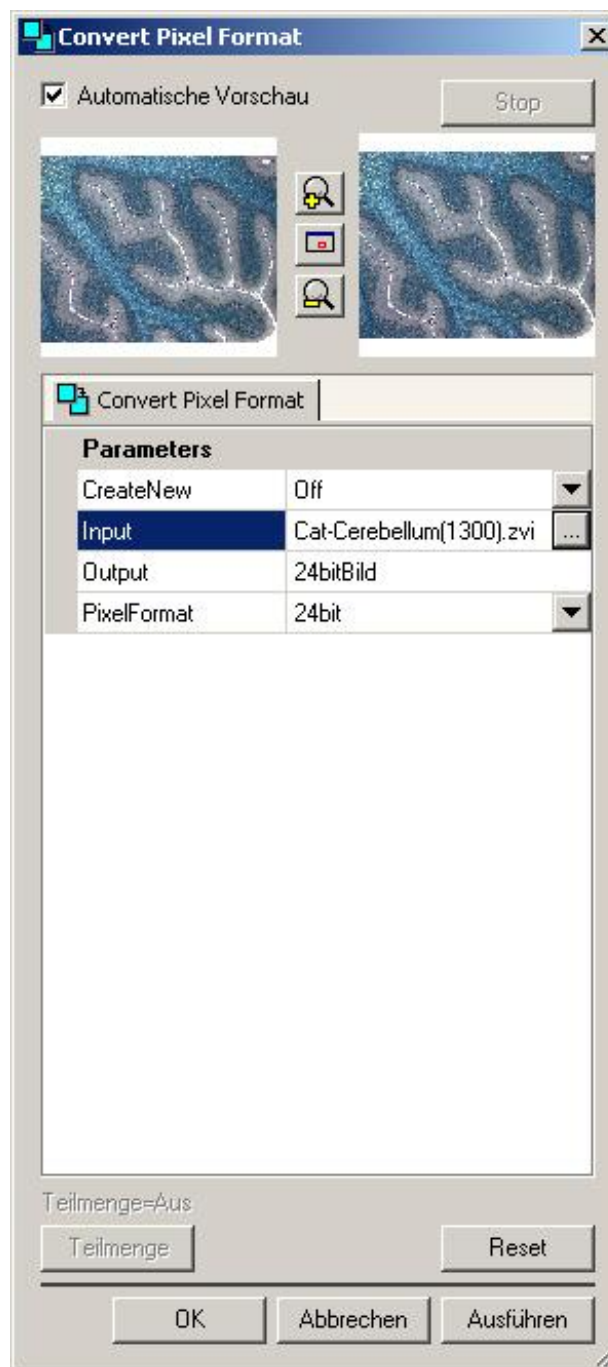 Convert Pixel Format
Automatische Vorschau
Stop
Convert Pixel Format
Parameters
CreateNew Off
Input Cat-Cerebellum(1300).zvi ...
Output 24bitBild
PixelFormat 24bit
Teilmenge=Aus
Teilmenge Reset
OK Abbrechen Ausführen